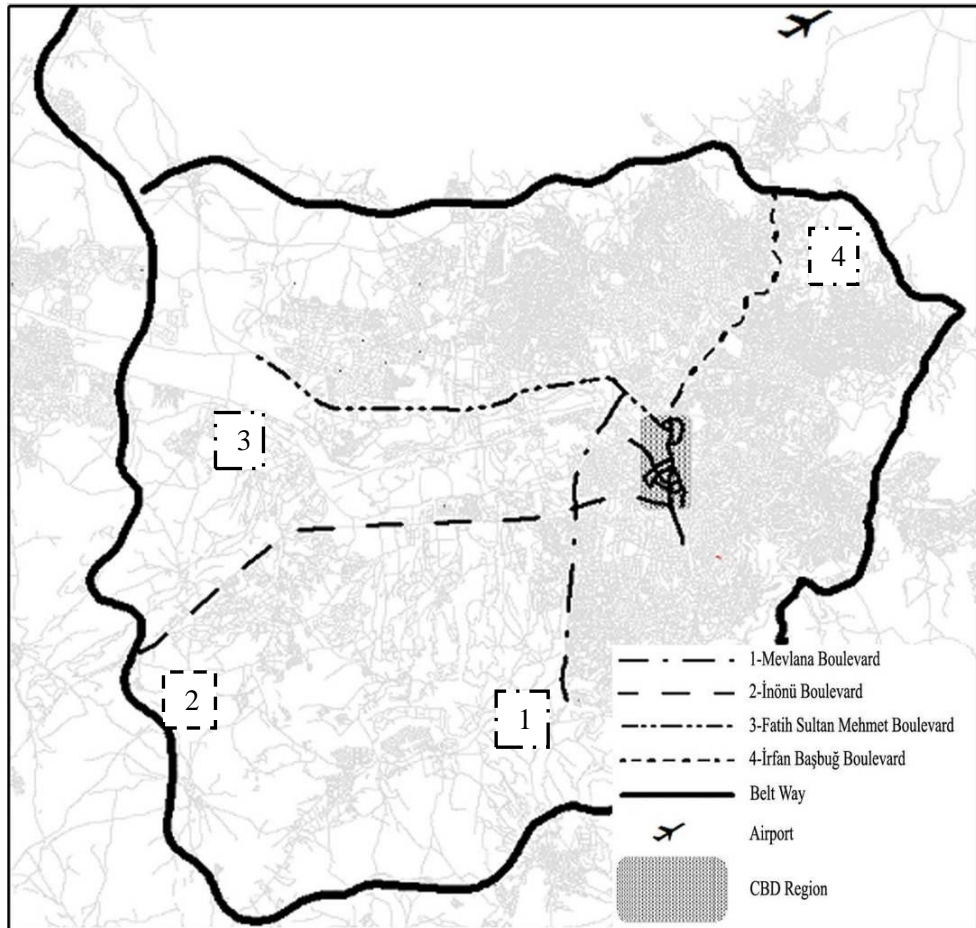 4
3
2
1
1-Mevlana Boulevard
2-İnönü Boulevard
3-Fatih Sultan Mehmet Boulevard
4-İrfan Başbuğ Boulevard
Belt Way
Airport
CBD Region